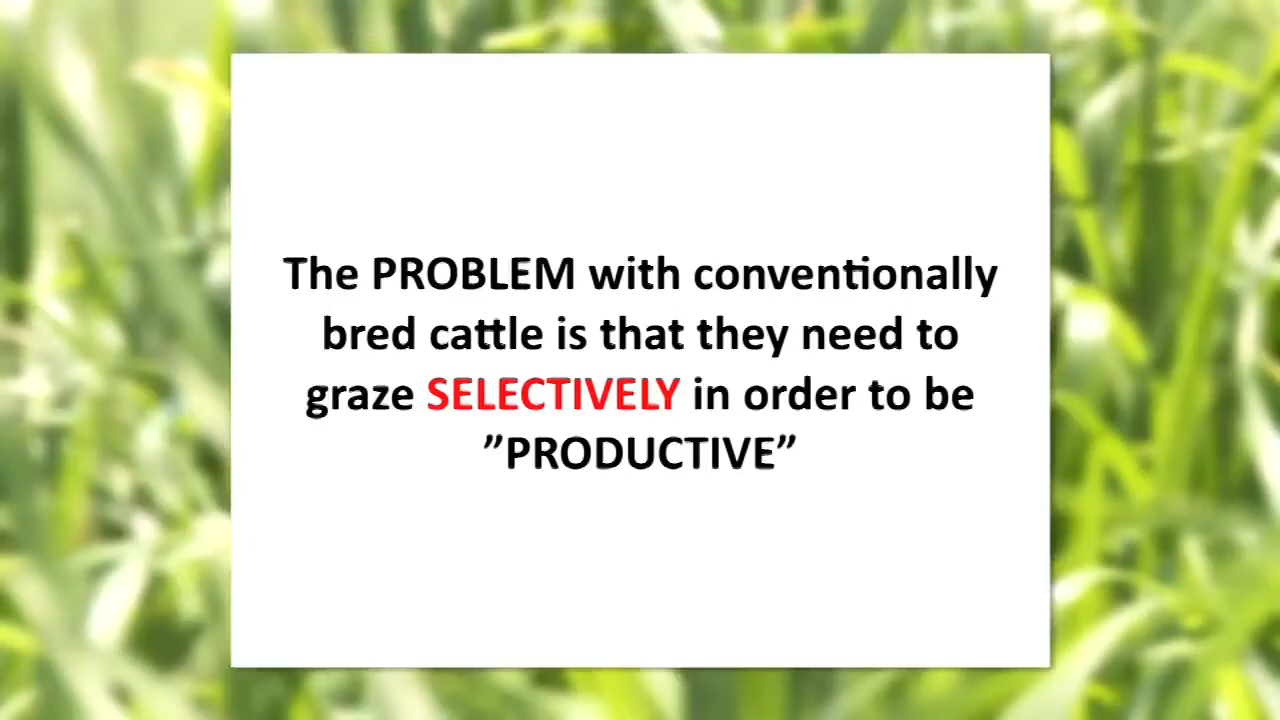 The PROBLEM with conventionally
bred cattle is that they need to
graze SELECTIVELY in order to be
”PRODUCTIVE”